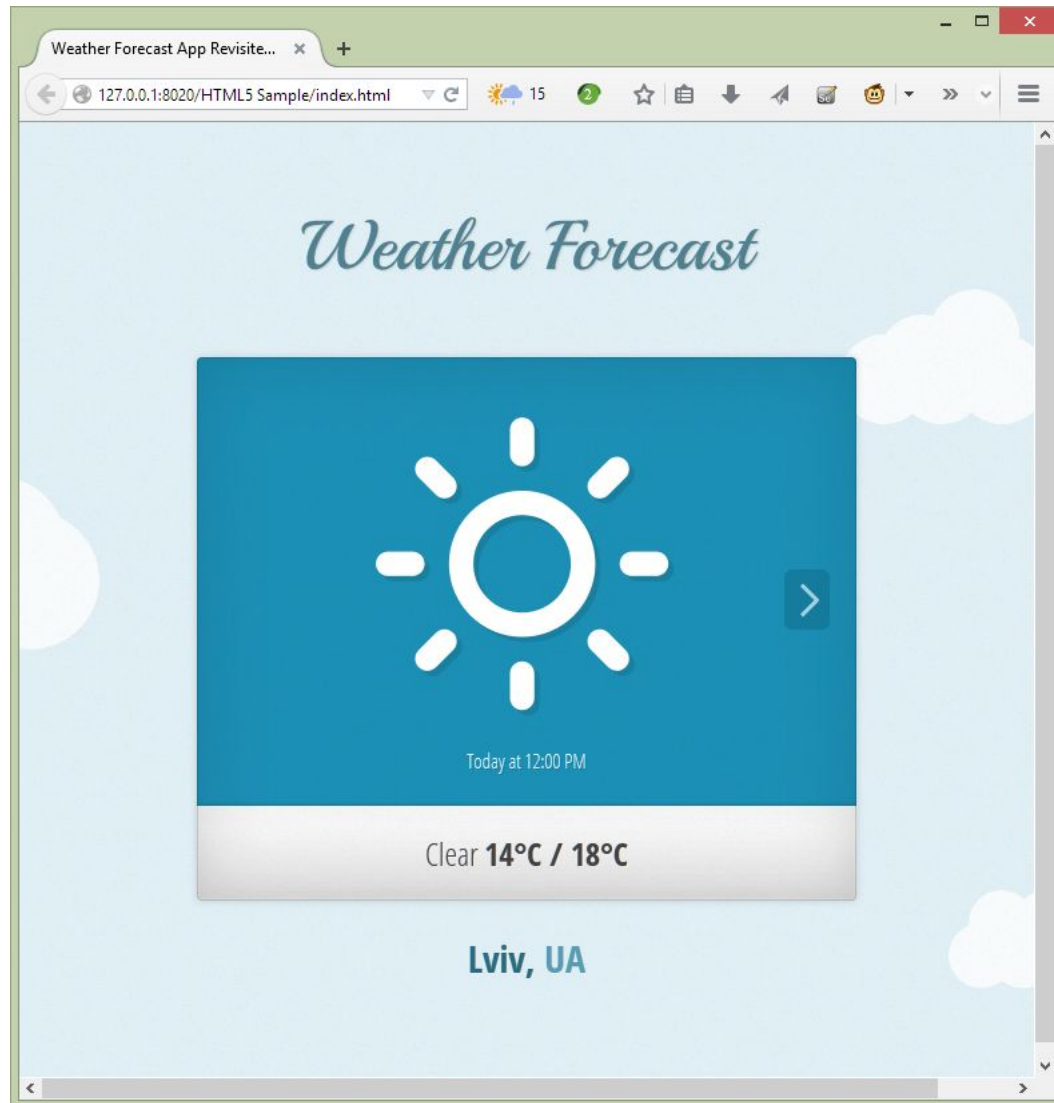 Weather Forecast App Revisite...
127.0.0.1:8020/HTML5 Sample/index.html
15
2
Weather Forecast
Today at 12:00 PM
Clear 14°C / 18°C
Lviv, UA